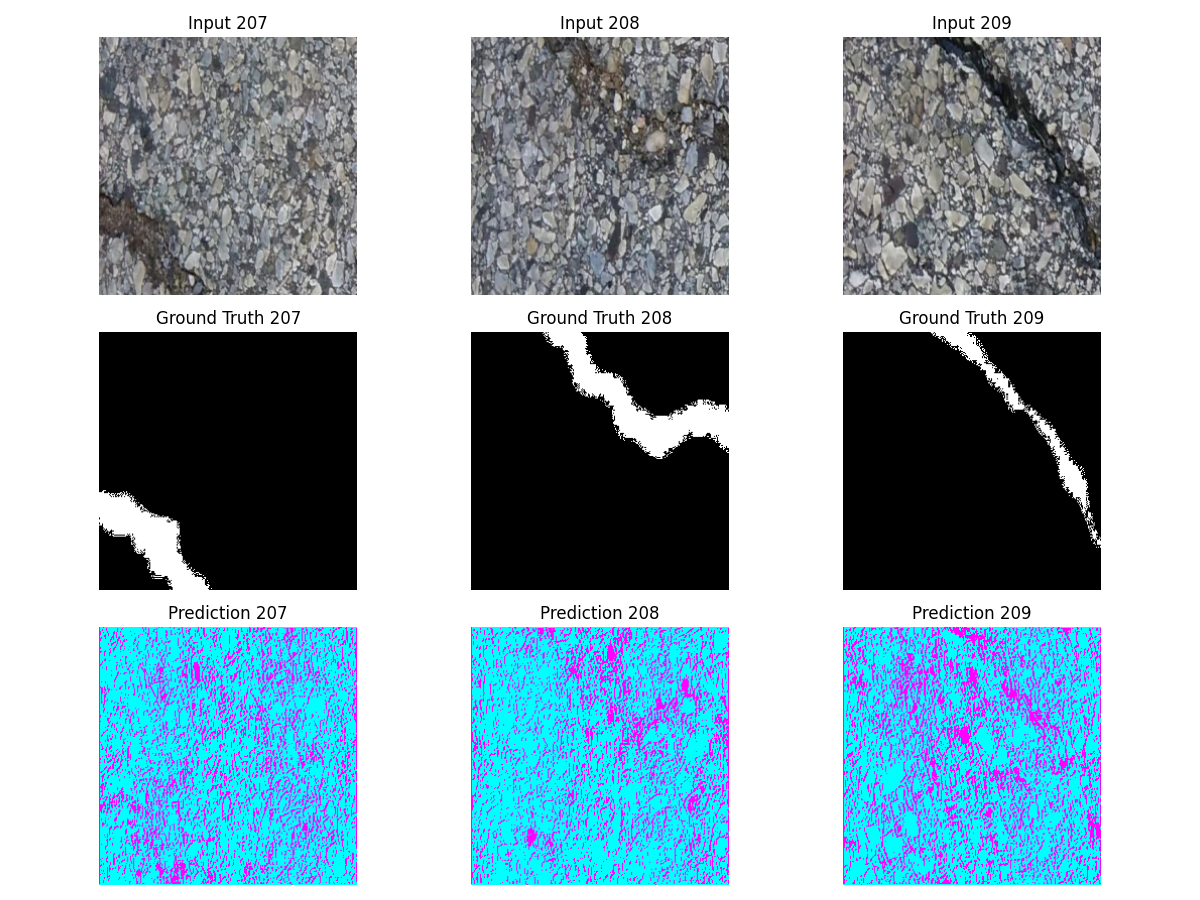 Input 207
Input 208
Input 209
Ground Truth 207
Ground Truth 208
Ground Truth 209
Prediction 207
Prediction 208
Prediction 209